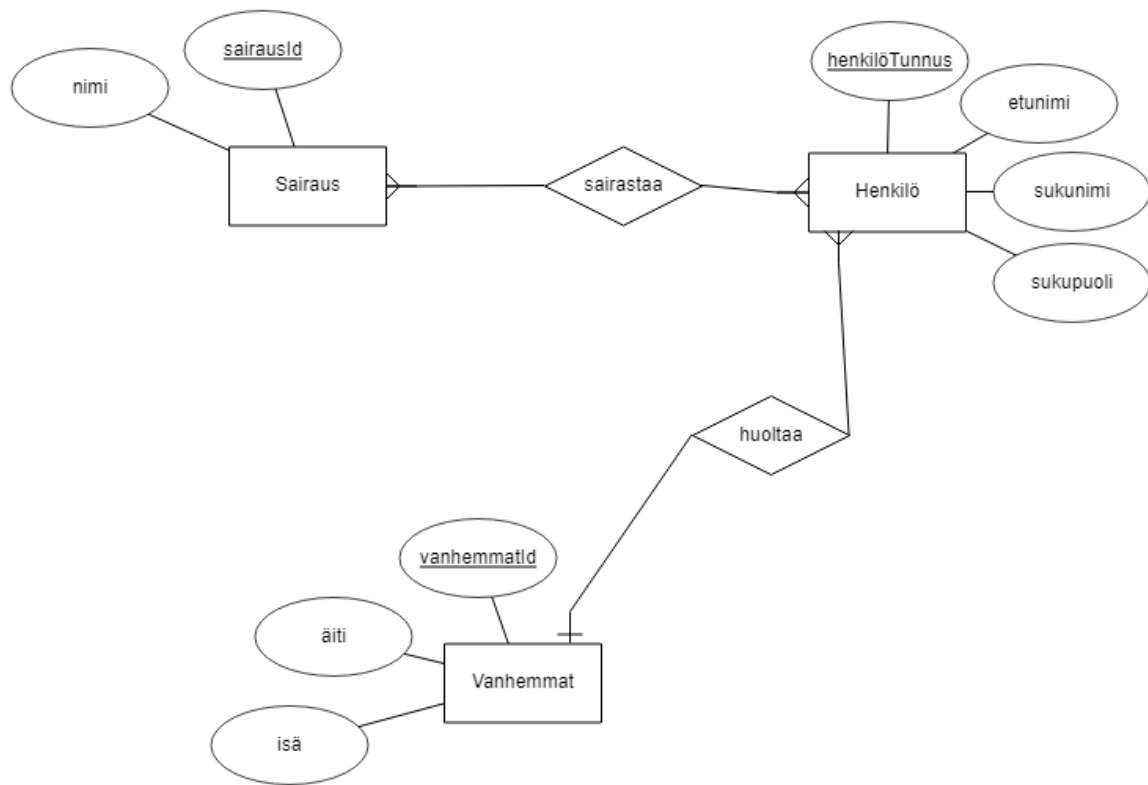 sairausId
henkilöTunnus
nimi
etunimi
Sairaus
sairastaa
Henkilö
sukunimi
sukupuoli
huoltaa
vanhemmatId
äiti
Vanhemmat
isä